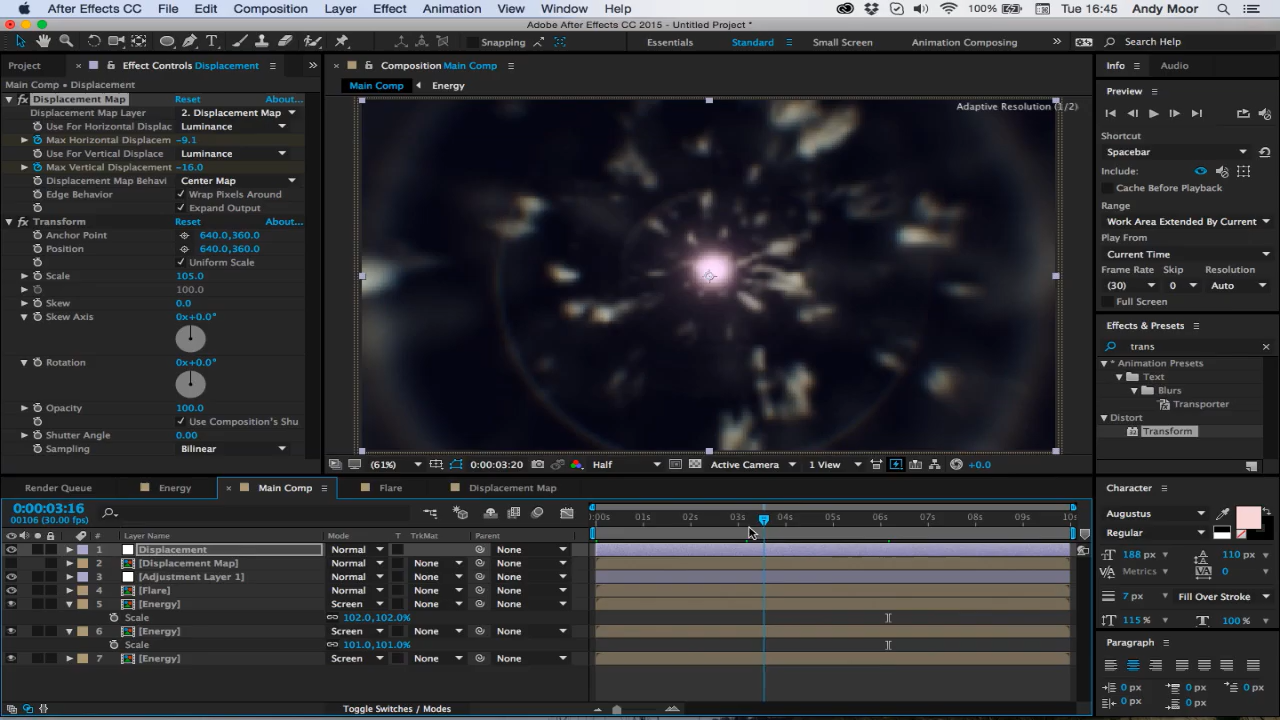 After Effects CC File Edit Composition Layer Effect Animation View Window Help 100% Tue 16:45 Andy Moor
Adobe After Effects CC 2015 - Untitled Project *
Snapping Essentials Standard Small Screen Animation Composing Search Help
Project Effect Controls Displacement Composition Main Comp Info Audio
Main Comp • Displacement
Main Comp Energy
Adaptive Resolution (1/2)
fx Displacement Map Reset About...
Displacement Map Layer 2. Displacement Map
Use For Horizontal Displac Luminance
Max Horizontal Displacem -9.1
Use For Vertical Displace Luminance
Max Vertical Displacement -16.0
Displacement Map Behavi Center Map
Edge Behavior Wrap Pixels Around
Expand Output
fx Transform Reset About...
Anchor Point 640.0,360.0
Position 640.0,360.0
Uniform Scale
Scale 105.0
100.0
Skew 0.0
Skew Axis 0x+0.0°
Rotation 0x+0.0°
Opacity 100.0
Use Composition's Shu
Shutter Angle 0.00
Sampling Bilinear
(61%) 0:00:03:20 Half Active Camera 1 View +0.0
Preview
Shortcut
Spacebar
Include:
Cache Before Playback
Range
Work Area Extended By Current
Play From
Current Time
Frame Rate Skip Resolution
(30) 0 Auto
Full Screen
Effects & Presets
trans
* Animation Presets
Text
Blurs
Transporter
Distort
Transform
Character
Augustus
Regular
188 px 110 px
Metrics 0
7 px Fill Over Stroke
115 % 100 %
Paragraph
0 px 0 px 0 px
0 px 0 px
Render Queue Energy Main Comp Flare Displacement Map
0:00:03:16
00106 (30.00 fps)
:00s 01s 02s 03s 04s 05s 06s 07s 08s 09s 10s
# Layer Name Mode T TrkMat Parent
1 Displacement Normal None
2 [Displacement Map] Normal None None
3 [Adjustment Layer 1] Normal None None
4 [Flare] Normal None None
5 [Energy] Screen None None
Scale 102.0,102.0%
6 [Energy] Screen None None
Scale 101.0,101.0%
7 [Energy] Screen None None
Toggle Switches / Modes